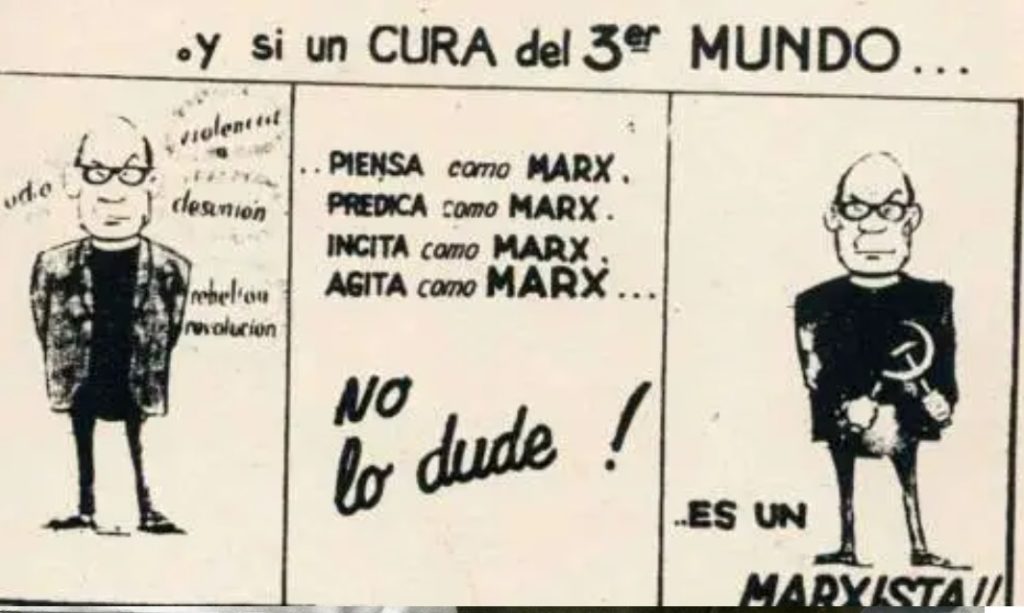 .y si un CURA del 3er MUNDO...
violencia
odio
desunión
rebelion
revolucion
..PIENSA como MARX.
PREDICA como MARX.
INCITA como MARX.
AGITA como MARX...
NO
lo dude!
..ES UN
MARXISTA!!